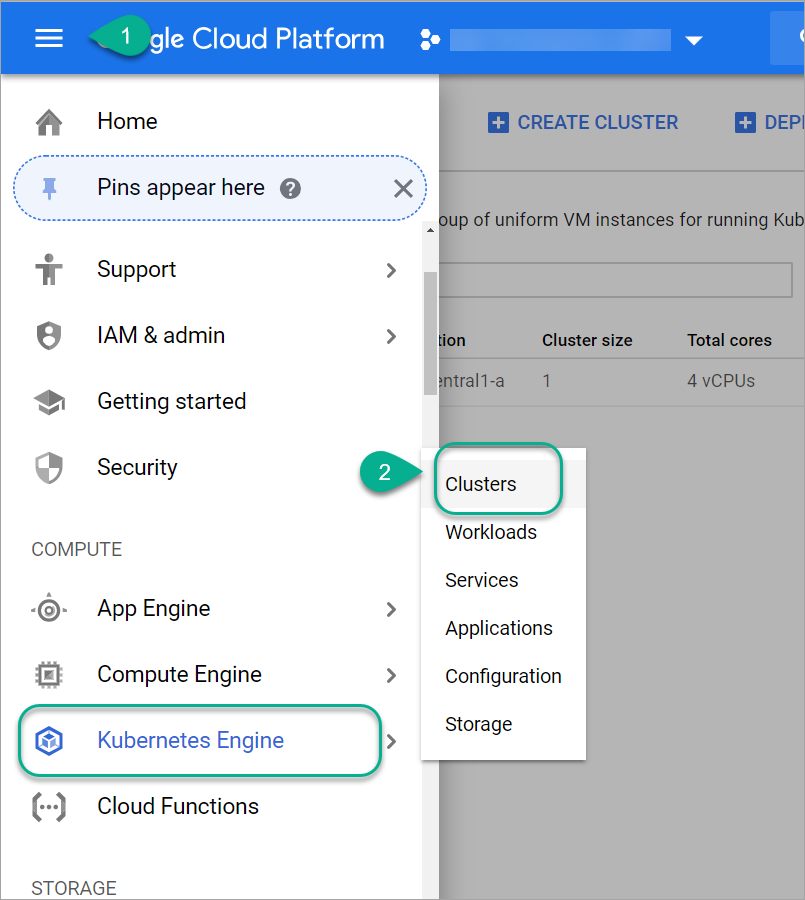 1
gle Cloud Platform
Home
CREATE CLUSTER
DEPI
Pins appear here ?
oup of uniform VM instances for running Kub
Support
IAM & admin
tion Cluster size Total cores
entral1-a 1 4 vCPUs
Getting started
Security
2
Clusters
Workloads
Services
Applications
Configuration
Storage
COMPUTE
App Engine
Compute Engine
Kubernetes Engine
Cloud Functions
STORAGE